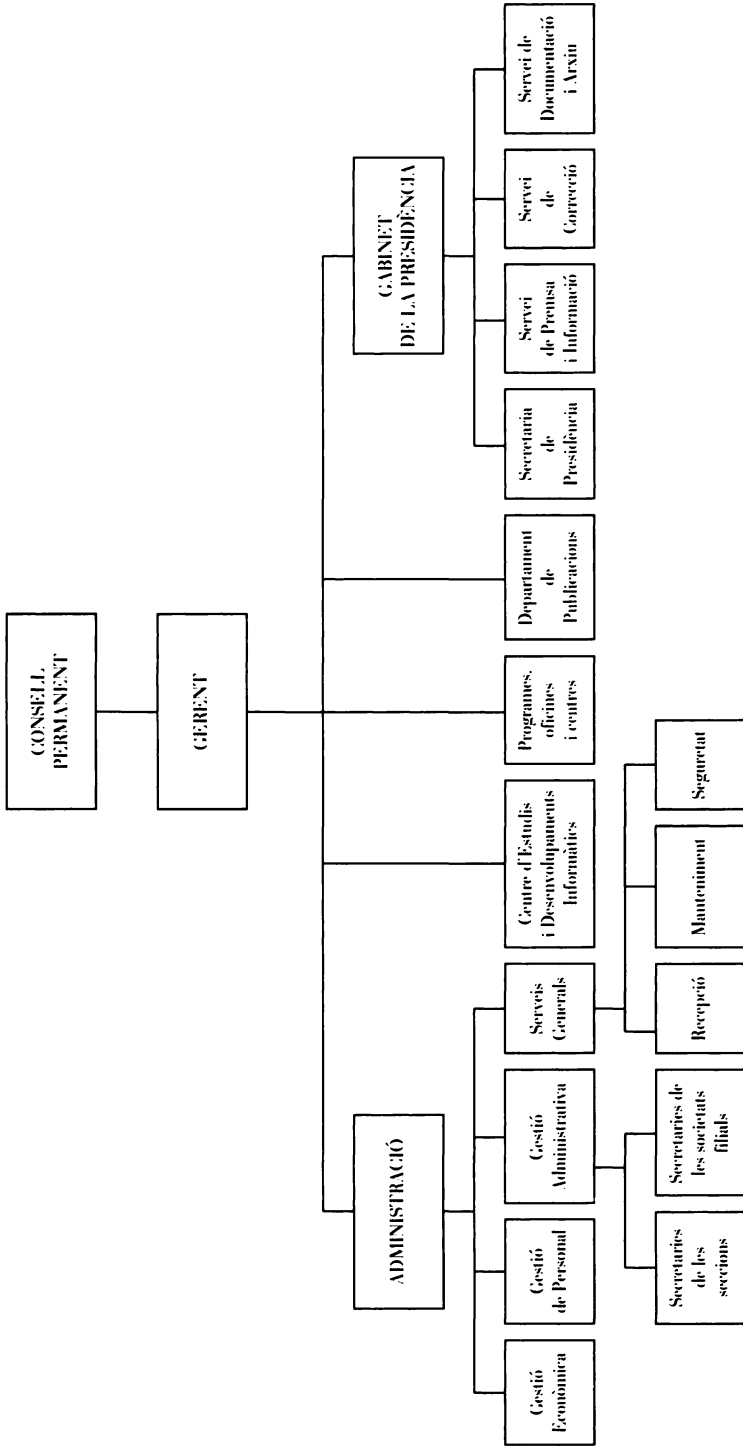 CONSELL
PERMANENT
GERENT
ADMINISTRACIÓ
GABINET
DE LA PRESIDÈNCIA
Gestió
Econòmica
Gestió
de Personal
Gestió
Administrativa
Serveis
Generals
Centre d'Estudis
i Desenvolupaments
Informàtics
Programes,
oficines
i centres
Departament
de
Publicacions
Secretaria
de
Presidència
Servei
de Premsa
i Informació
Servei
de
Correcció
Servei de
Documentació
i Arxiu
Secretaries
de les
seccions
Secretaries de
les societats
filials
Recepció
Manteniment
Seguretat